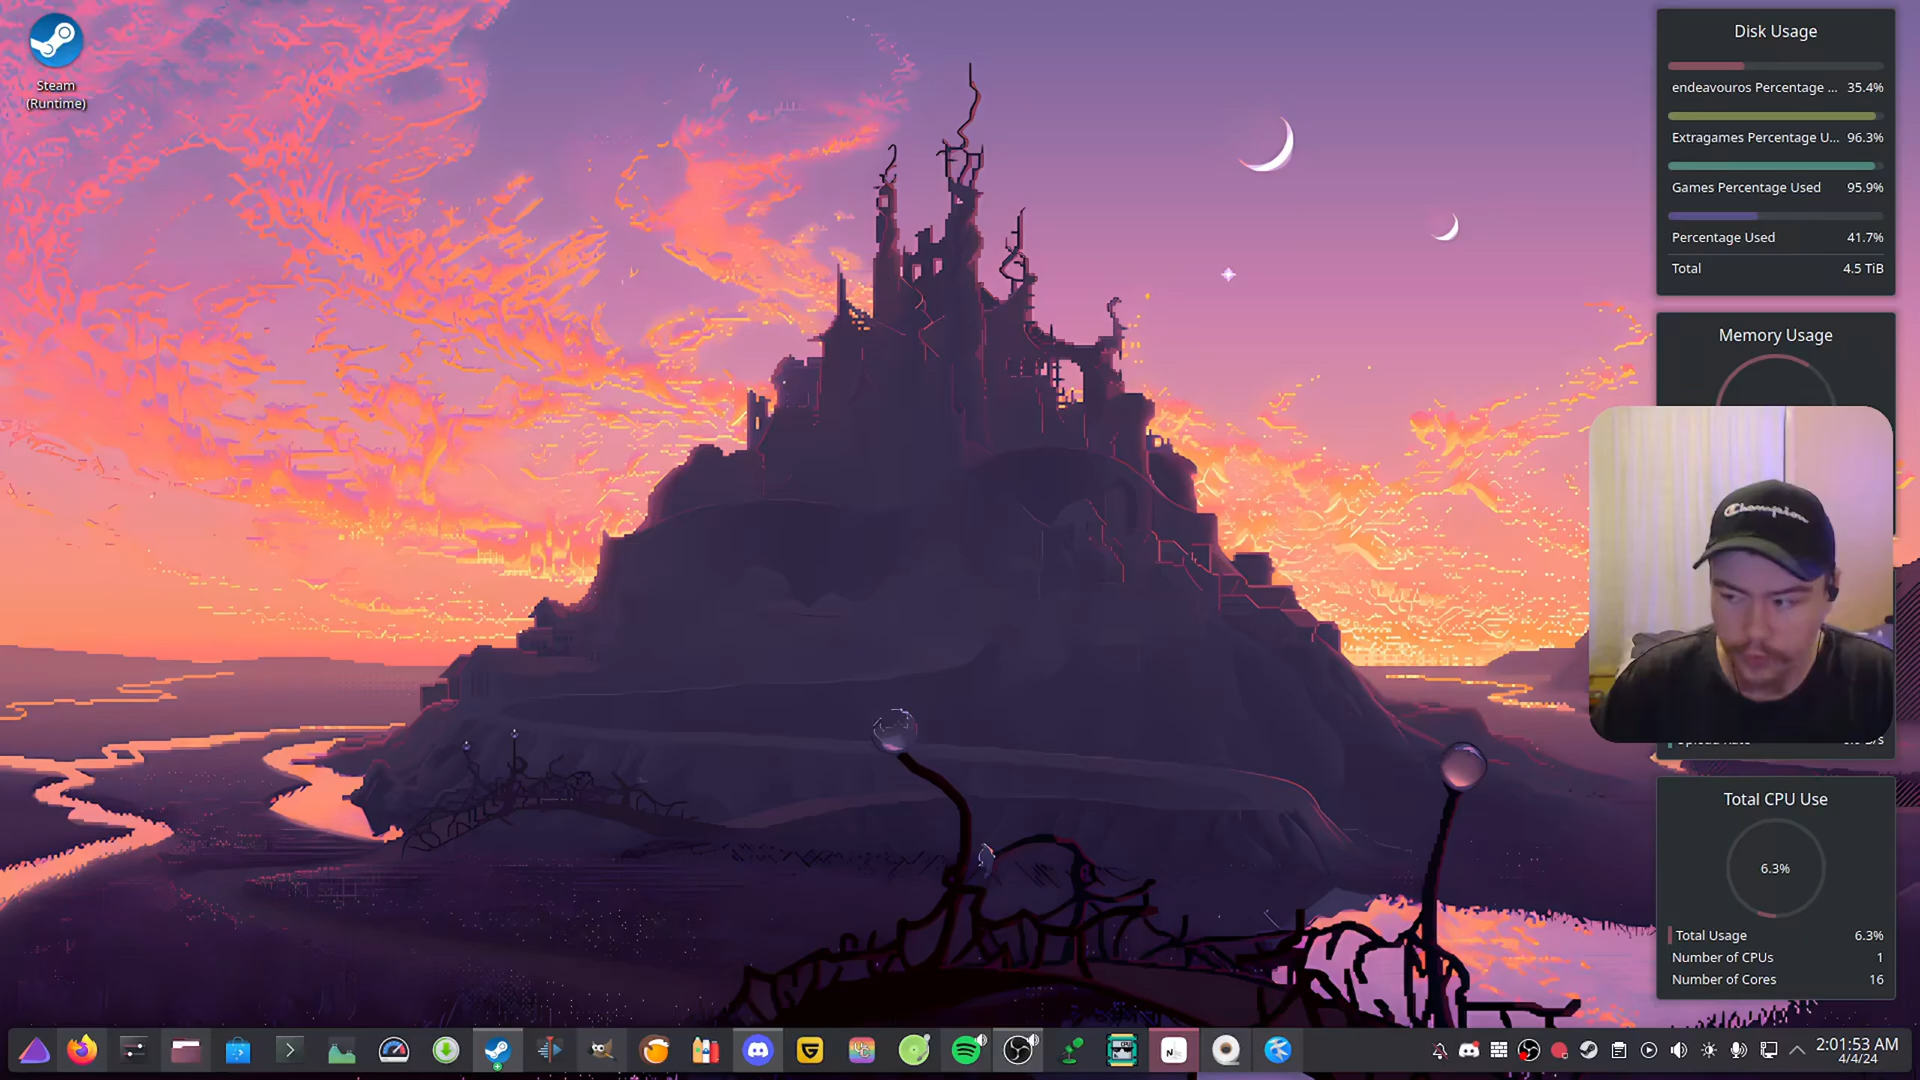 Steam
(Runtime)
Disk Usage
endeavouros Percentage ... 35.4%
Extragames Percentage U... 96.3%
Games Percentage Used 95.9%
Percentage Used 41.7%
Total 4.5 TiB
Memory Usage
Champion
Total CPU Use
6.3%
Total Usage 6.3%
Number of CPUs 1
Number of Cores 16
2:01:53 AM
4/4/24